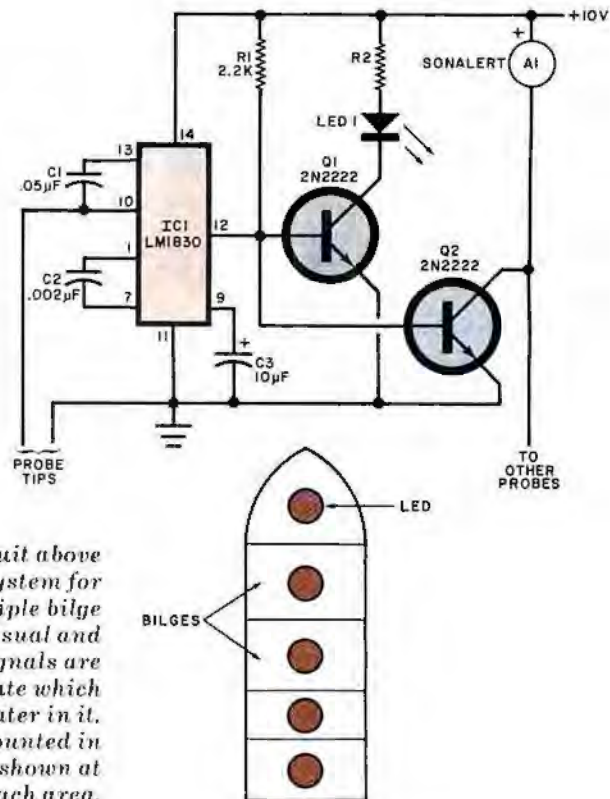 +10V
R1
2.2K
R2
SONALERT
+
A1
LED 1
14
13
C1
.05µF
Q1
2N2222
10
IC1
LM1830
12
Q2
2N2222
1
C2
.002µF
7
9
11
+
C3
10µF
PROBE
TIPS
TO
OTHER
PROBES
LED
BILGES
uit above
ystem for
tiple bilge
sual and
gnals are
ate which
ater in it.
ounted in
shown at
ach area.